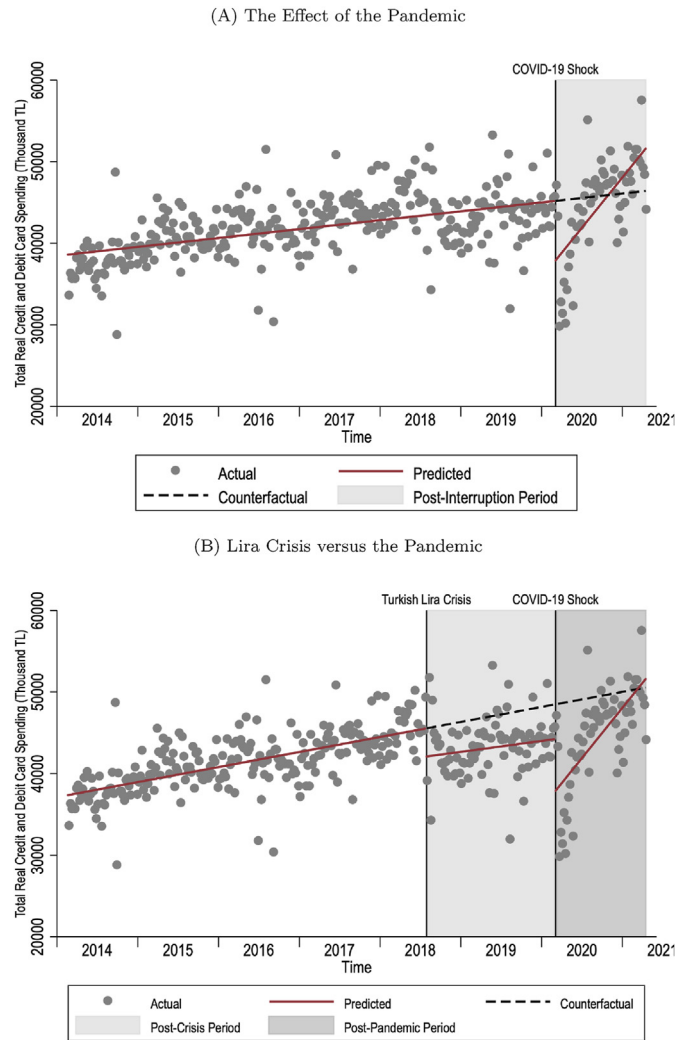 (A) The Effect of the Pandemic
COVID-19 Shock
Total Real Credit and Debit Card Spending (Thousand TL)
60000
50000
40000
30000
20000
2014 2015 2016 2017 2018 2019 2020 2021
Time
Actual Predicted
Counterfactual Post-Interruption Period
(B) Lira Crisis versus the Pandemic
Turkish Lira Crisis COVID-19 Shock
Total Real Credit and Debit Card Spending (Thousand TL)
60000
50000
40000
30000
20000
2014 2015 2016 2017 2018 2019 2020 2021
Time
Actual Predicted Counterfactual
Post-Crisis Period Post-Pandemic Period